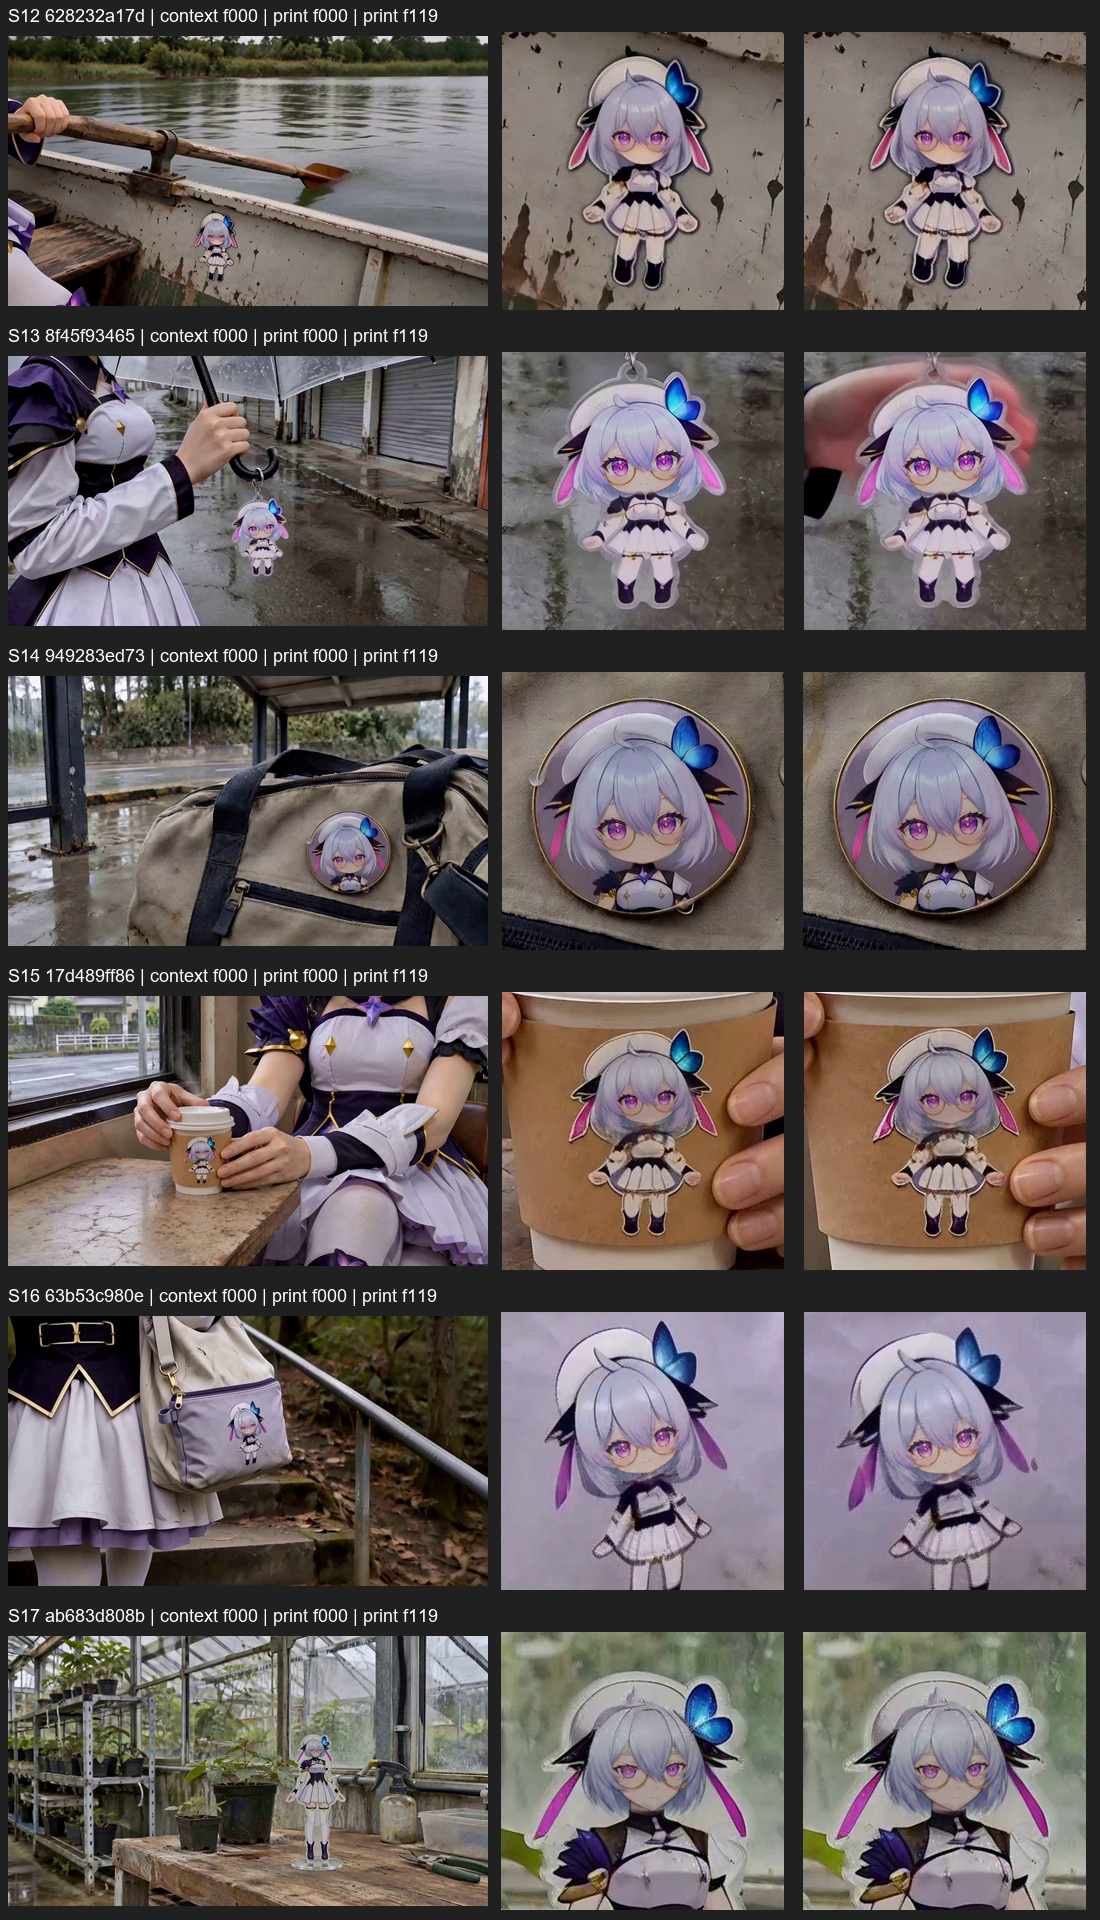 S12 628232a17d | context f000 | print f000 | print f119
S13 8f45f93465 | context f000 | print f000 | print f119
S14 949283ed73 | context f000 | print f000 | print f119
S15 17d489ff86 | context f000 | print f000 | print f119
S16 63b53c980e | context f000 | print f000 | print f119
S17 ab683d808b | context f000 | print f000 | print f119